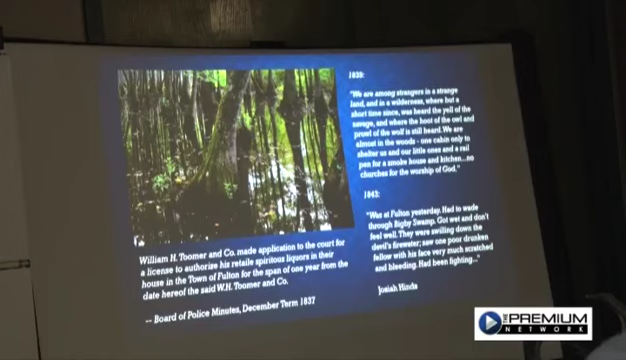 1839:
"We are among strangers in a strange
land, and in a wilderness, where but a
short time since, was heard the yell of the
savage, and where the hoot of the owl and
prowl of the wolf is still heard. We are
almost in the woods - one cabin only to
shelter us and our little ones and a rail
pen for a smoke house and kitchen...no
churches for the worship of God."
1842:
"Was at Fulton yesterday. Had to wade
through Bigby Swamp. Got wet and don't
feel well. They were swilling down the
devil's firewater; saw one poor drunken
fellow with his face very much scratched
and bleeding. Had been fighting..."
Josiah Hinds
William H. Toomer and Co. made application to the court for
a license to authorize his retaile spiritous liquors in their
house in the Town of Fulton for the span of one year from the
date hereof the said W.H. Toomer and Co.
-- Board of Police Minutes, December Term 1837
THE PREMIUM
NETWORK